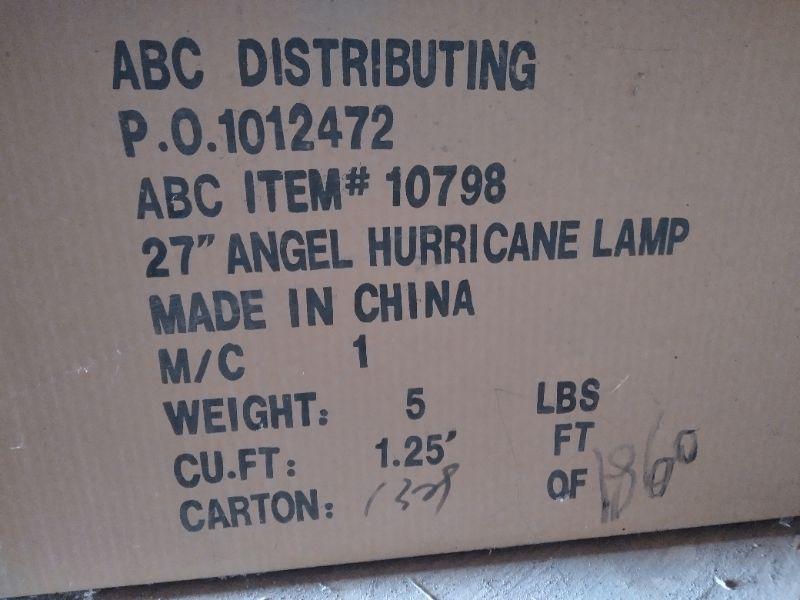 ABC DISTRIBUTING
P.O.1012472
ABC ITEM# 10798
27" ANGEL HURRICANE LAMP
MADE IN CHINA
M/C 1
WEIGHT: 5 LBS
CU.FT: 1.25' FT
CARTON: OF